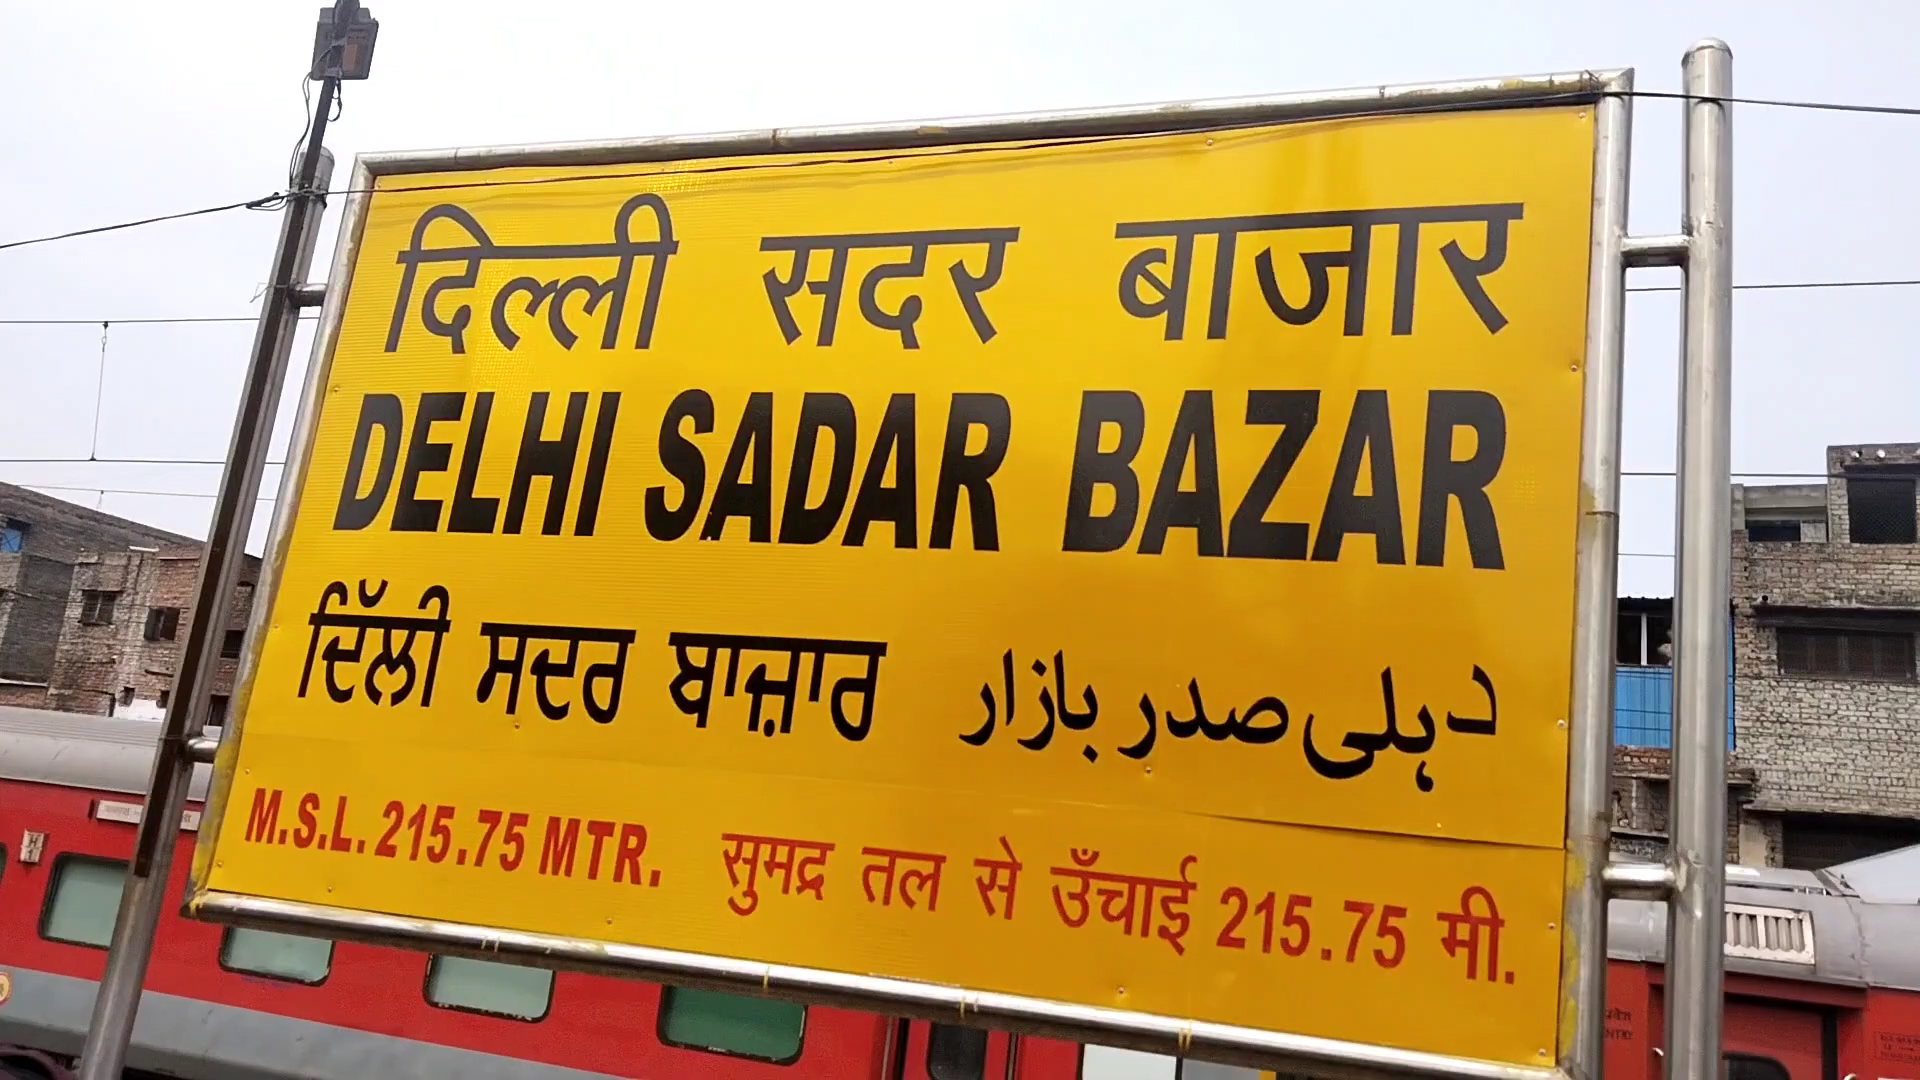 दिल्ली सदर बाजार
DELHI SADAR BAZAR
ਦਿੱਲੀ ਸਦਰ ਬਾਜ਼ਾਰ دہلی صدر بازار
M.S.L. 215.75 MTR. सुमद्र तल से उँचाई 215.75 मी.